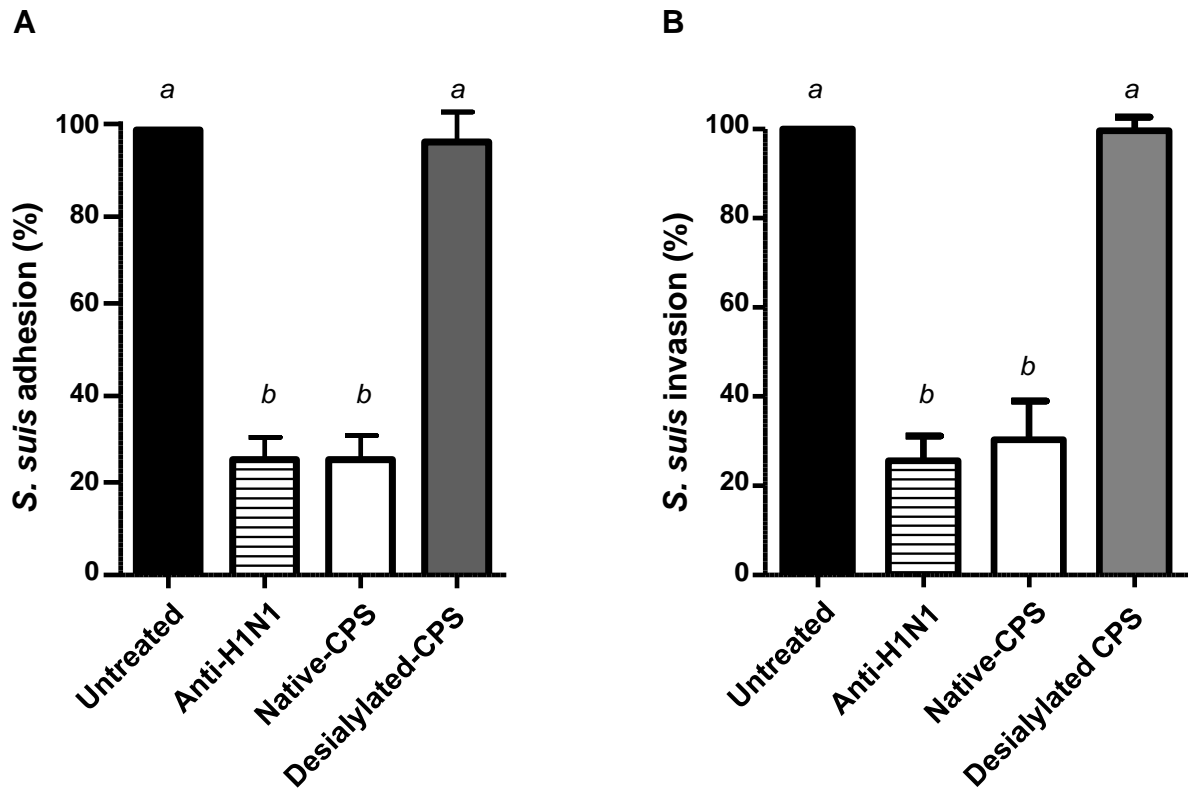 A
S. suis adhesion (%)
100
80
60
40
20
0
a
b
b
a
Untreated
Anti-H1N1
Native-CPS
Desialylated-CPS
B
S. suis invasion (%)
100
80
60
40
20
0
a
b
b
a
Untreated
Anti-H1N1
Native-CPS
Desialylated CPS